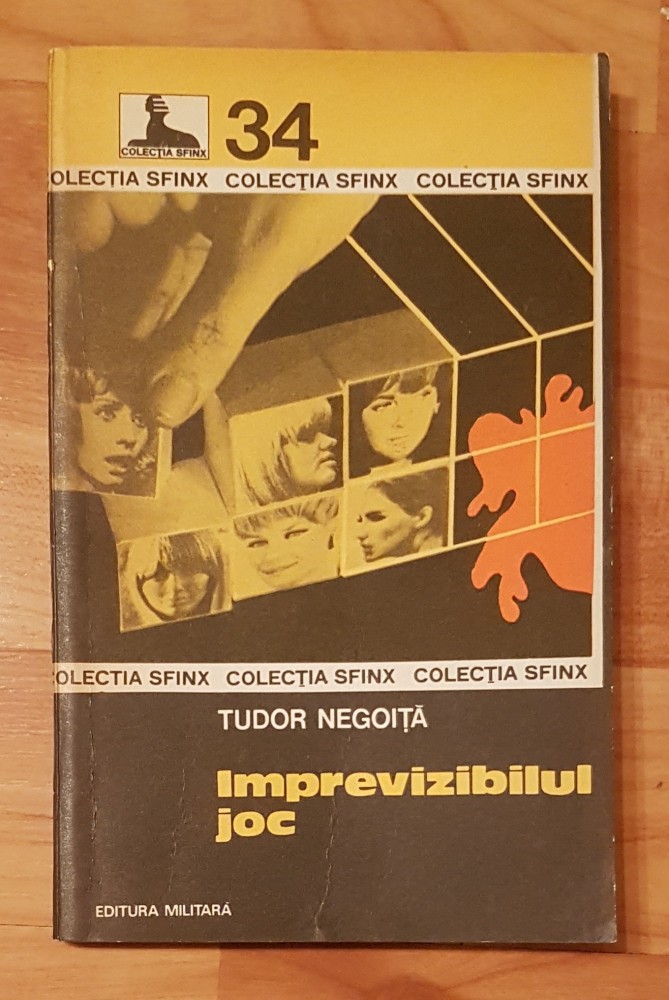 COLECȚIA SFINX
34
OLECȚIA SFINX COLECȚIA SFINX COLECȚIA SFINX
OLECȚIA SFINX COLECȚIA SFINX COLECȚIA SFINX
TUDOR NEGOIȚĂ
Imprevizibilul
joc
EDITURA MILITARĂ